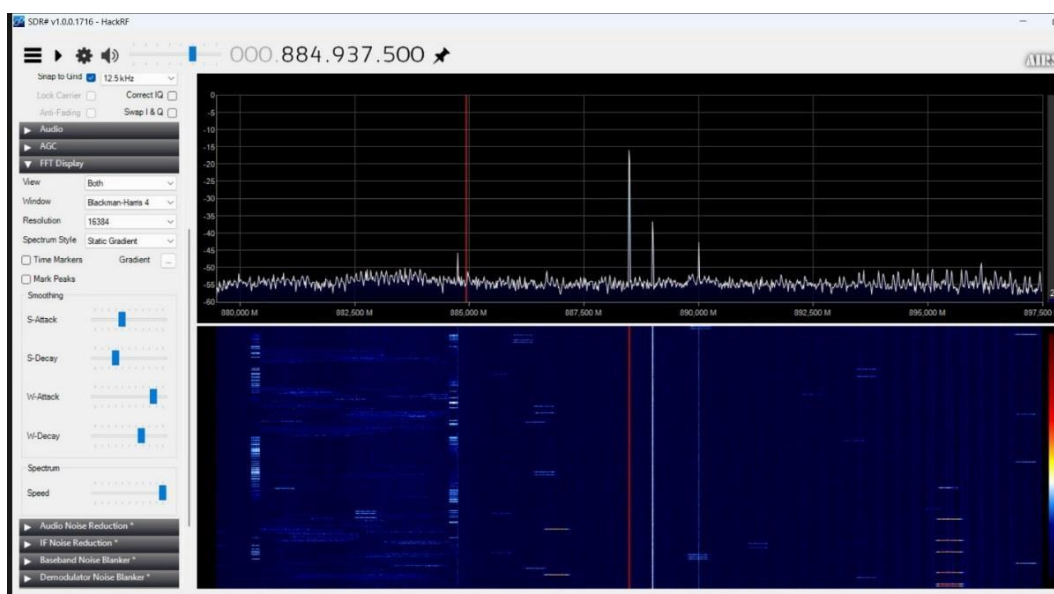 SDR# v1.0.0.1716 - HackRF
000.884.937.500
Snap to Grid 12.5 kHz
Lock Carrier Correct IQ
Anti-Fading Swap I & Q
Audio
AGC
FFT Display
View Both
Window Blackman-Harris 4
Resolution 16384
Spectrum Style Static Gradient
Time Markers Gradient ...
Mark Peaks
Smoothing
S-Attack
S-Decay
W-Attack
W-Decay
Spectrum
Speed
Audio Noise Reduction *
IF Noise Reduction *
Baseband Noise Blanker *
Demodulator Noise Blanker *
0
-5
-10
-15
-20
-25
-30
-35
-40
-45
-50
-55
-60
880,000 M 882,500 M 885,000 M 887,500 M 890,000 M 892,500 M 895,000 M 897,500